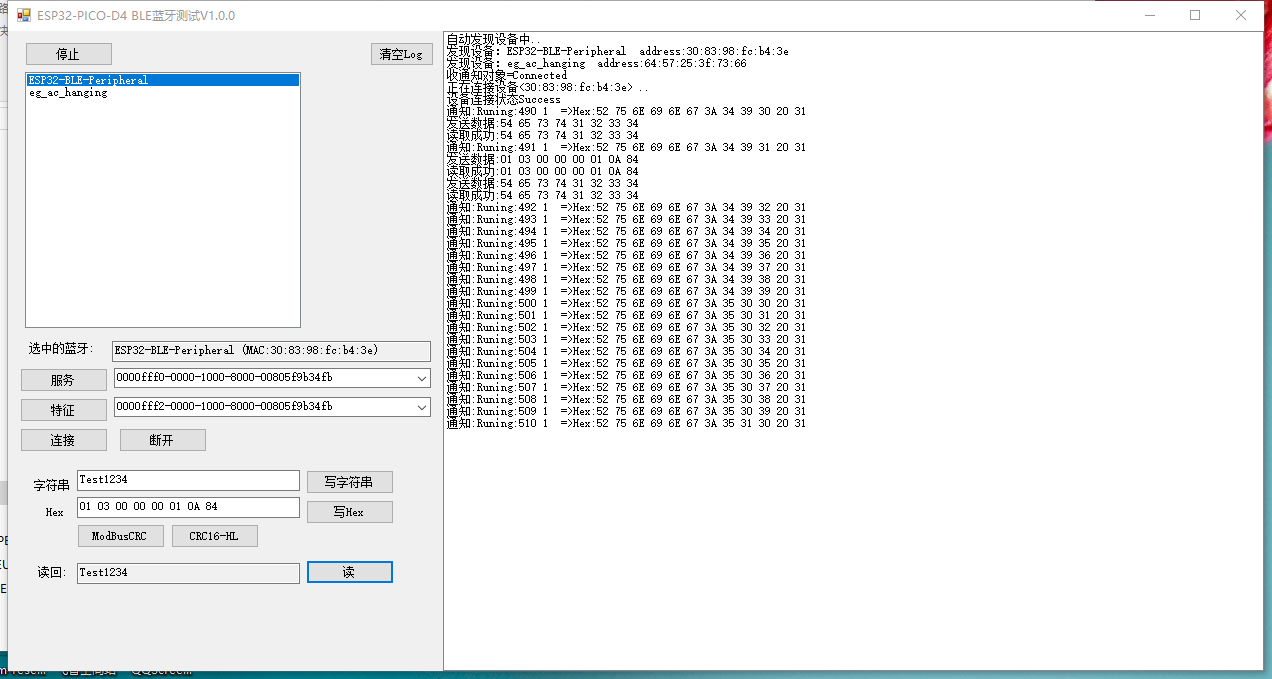 ESP32-PICO-D4 BLE蓝牙测试V1.0.0
停止
清空Log
ESP32-BLE-Peripheral
eg_ac_hanging
选中的蓝牙:
ESP32-BLE-Peripheral (MAC:30:83:98:fc:b4:3e)
服务
0000fff0-0000-1000-8000-00805f9b34fb
特征
0000fff2-0000-1000-8000-00805f9b34fb
连接
断开
字符串
Test1234
写字符串
Hex
01 03 00 00 00 01 0A 84
写Hex
ModBusCRC
CRC16-HL
读回:
Test1234
读
自动发现设备中..
发现设备: ESP32-BLE-Peripheral address:30:83:98:fc:b4:3e
发现设备: eg_ac_hanging address:64:57:25:3f:73:66
收通知对象=Connected
正在连接设备<30:83:98:fc:b4:3e> ..
设备连接状态Success
通知:Runing:490 1 =>Hex:52 75 6E 69 6E 67 3A 34 39 30 20 31
发送数据:54 65 73 74 31 32 33 34
读取成功:54 65 73 74 31 32 33 34
通知:Runing:491 1 =>Hex:52 75 6E 69 6E 67 3A 34 39 31 20 31
发送数据:01 03 00 00 00 01 0A 84
读取成功:01 03 00 00 00 01 0A 84
发送数据:54 65 73 74 31 32 33 34
读取成功:54 65 73 74 31 32 33 34
通知:Runing:492 1 =>Hex:52 75 6E 69 6E 67 3A 34 39 32 20 31
通知:Runing:493 1 =>Hex:52 75 6E 69 6E 67 3A 34 39 33 20 31
通知:Runing:494 1 =>Hex:52 75 6E 69 6E 67 3A 34 39 34 20 31
通知:Runing:495 1 =>Hex:52 75 6E 69 6E 67 3A 34 39 35 20 31
通知:Runing:496 1 =>Hex:52 75 6E 69 6E 67 3A 34 39 36 20 31
通知:Runing:497 1 =>Hex:52 75 6E 69 6E 67 3A 34 39 37 20 31
通知:Runing:498 1 =>Hex:52 75 6E 69 6E 67 3A 34 39 38 20 31
通知:Runing:499 1 =>Hex:52 75 6E 69 6E 67 3A 34 39 39 20 31
通知:Runing:500 1 =>Hex:52 75 6E 69 6E 67 3A 35 30 30 20 31
通知:Runing:501 1 =>Hex:52 75 6E 69 6E 67 3A 35 30 31 20 31
通知:Runing:502 1 =>Hex:52 75 6E 69 6E 67 3A 35 30 32 20 31
通知:Runing:503 1 =>Hex:52 75 6E 69 6E 67 3A 35 30 33 20 31
通知:Runing:504 1 =>Hex:52 75 6E 69 6E 67 3A 35 30 34 20 31
通知:Runing:505 1 =>Hex:52 75 6E 69 6E 67 3A 35 30 35 20 31
通知:Runing:506 1 =>Hex:52 75 6E 69 6E 67 3A 35 30 36 20 31
通知:Runing:507 1 =>Hex:52 75 6E 69 6E 67 3A 35 30 37 20 31
通知:Runing:508 1 =>Hex:52 75 6E 69 6E 67 3A 35 30 38 20 31
通知:Runing:509 1 =>Hex:52 75 6E 69 6E 67 3A 35 30 39 20 31
通知:Runing:510 1 =>Hex:52 75 6E 69 6E 67 3A 35 31 30 20 31